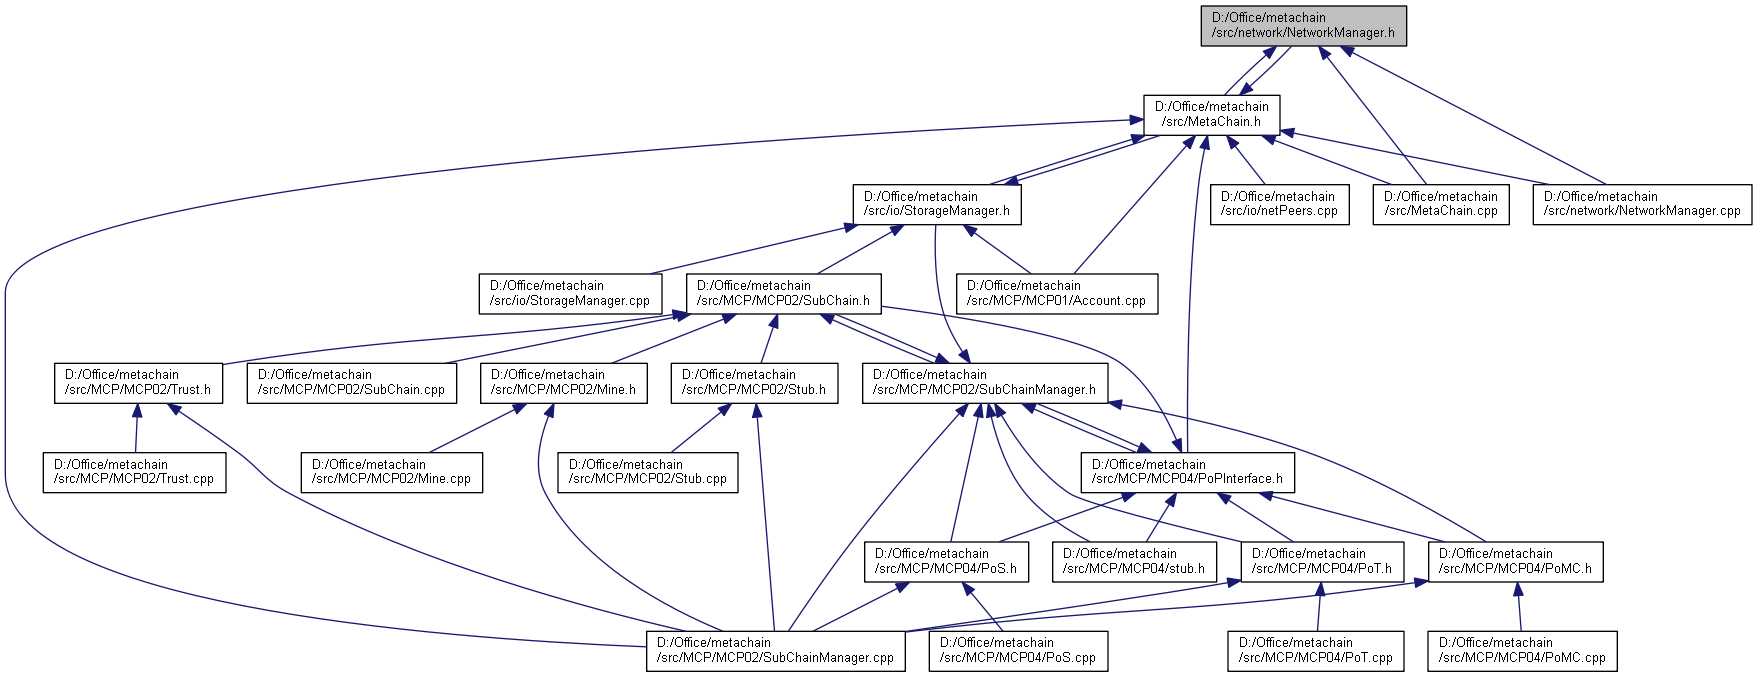 D:/Office/metachain
/src/network/NetworkManager.h
D:/Office/metachain
/src/MetaChain.h
D:/Office/metachain
/src/io/StorageManager.h
D:/Office/metachain
/src/io/netPeers.cpp
D:/Office/metachain
/src/MetaChain.cpp
D:/Office/metachain
/src/network/NetworkManager.cpp
D:/Office/metachain
/src/io/StorageManager.cpp
D:/Office/metachain
/src/MCP/MCP02/SubChain.h
D:/Office/metachain
/src/MCP/MCP01/Account.cpp
D:/Office/metachain
/src/MCP/MCP02/Trust.h
D:/Office/metachain
/src/MCP/MCP02/SubChain.cpp
D:/Office/metachain
/src/MCP/MCP02/Mine.h
D:/Office/metachain
/src/MCP/MCP02/Stub.h
D:/Office/metachain
/src/MCP/MCP02/SubChainManager.h
D:/Office/metachain
/src/MCP/MCP02/Trust.cpp
D:/Office/metachain
/src/MCP/MCP02/Mine.cpp
D:/Office/metachain
/src/MCP/MCP02/Stub.cpp
D:/Office/metachain
/src/MCP/MCP04/PoPInterface.h
D:/Office/metachain
/src/MCP/MCP04/PoS.h
D:/Office/metachain
/src/MCP/MCP04/stub.h
D:/Office/metachain
/src/MCP/MCP04/PoT.h
D:/Office/metachain
/src/MCP/MCP04/PoMC.h
D:/Office/metachain
/src/MCP/MCP02/SubChainManager.cpp
D:/Office/metachain
/src/MCP/MCP04/PoS.cpp
D:/Office/metachain
/src/MCP/MCP04/PoT.cpp
D:/Office/metachain
/src/MCP/MCP04/PoMC.cpp